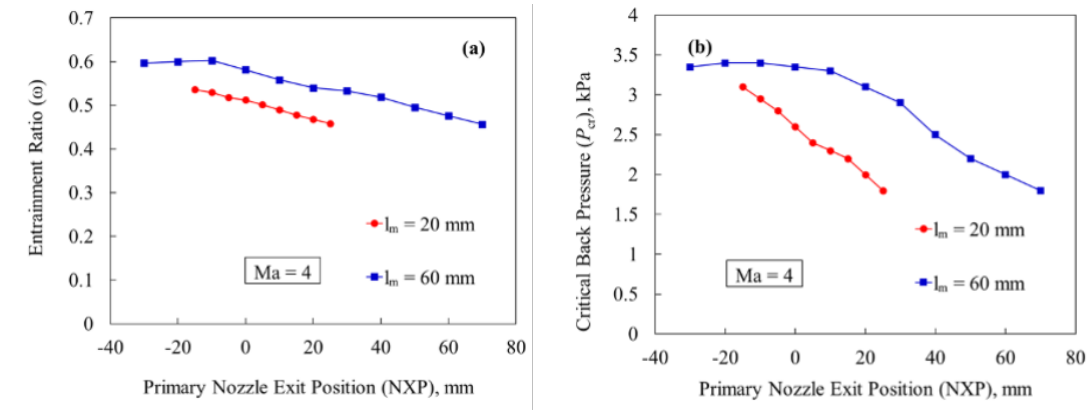 (a)
Entrainment Ratio (ω)
0.7
0.6
0.5
0.4
0.3
0.2
0.1
0
-40 -20 0 20 40 60 80
Primary Nozzle Exit Position (NXP), mm
lm = 20 mm
lm = 60 mm
Ma = 4
(b)
Critical Back Pressure (Pcr), kPa
4
3.5
3
2.5
2
1.5
1
0.5
0
-40 -20 0 20 40 60 80
Primary Nozzle Exit Position (NXP), mm
lm = 20 mm
lm = 60 mm
Ma = 4